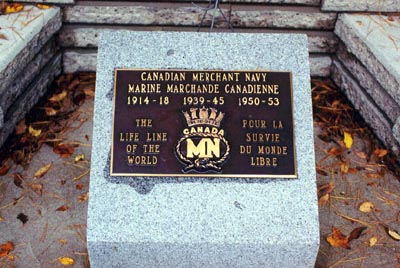 CANADIAN MERCHANT NAVY
MARINE MARCHANDE CANADIENNE
1914-18 1939-45 1950-53
THE
LIFE LINE
OF THE
WORLD
CANADA
MN
POUR LA
SURVIE
DU MONDE
LIBRE